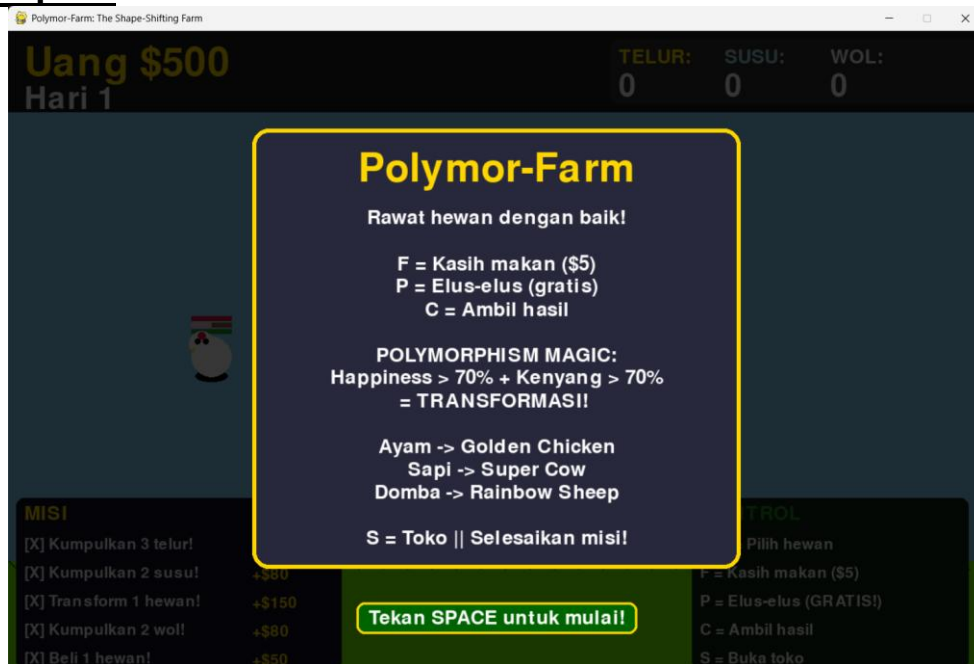 Polymor-Farm: The Shape-Shifting Farm
Uang $500
Hari 1
TELUR: SUSU: WOL:
0 0 0
Polymor-Farm
Rawat hewan dengan baik!
F = Kasih makan ($5)
P = Elus-elus (gratis)
C = Ambil hasil
POLYMORPHISM MAGIC:
Happiness > 70% + Kenyang > 70%
= TRANSFORMASI!
Ayam -> Golden Chicken
Sapi -> Super Cow
Domba -> Rainbow Sheep
S = Toko || Selesaikan misi!
Tekan SPACE untuk mulai!
MISI
[X] Kumpulkan 3 telur!
[X] Kumpulkan 2 susu! +$80
[X] Transform 1 hewan! +$150
[X] Kumpulkan 2 wol! +$80
[X] Beli 1 hewan! +$50
TROL
Pilih hewan
F = Kasih makan ($5)
P = Elus-elus (GRATIS!)
C = Ambil hasil
S = Buka toko